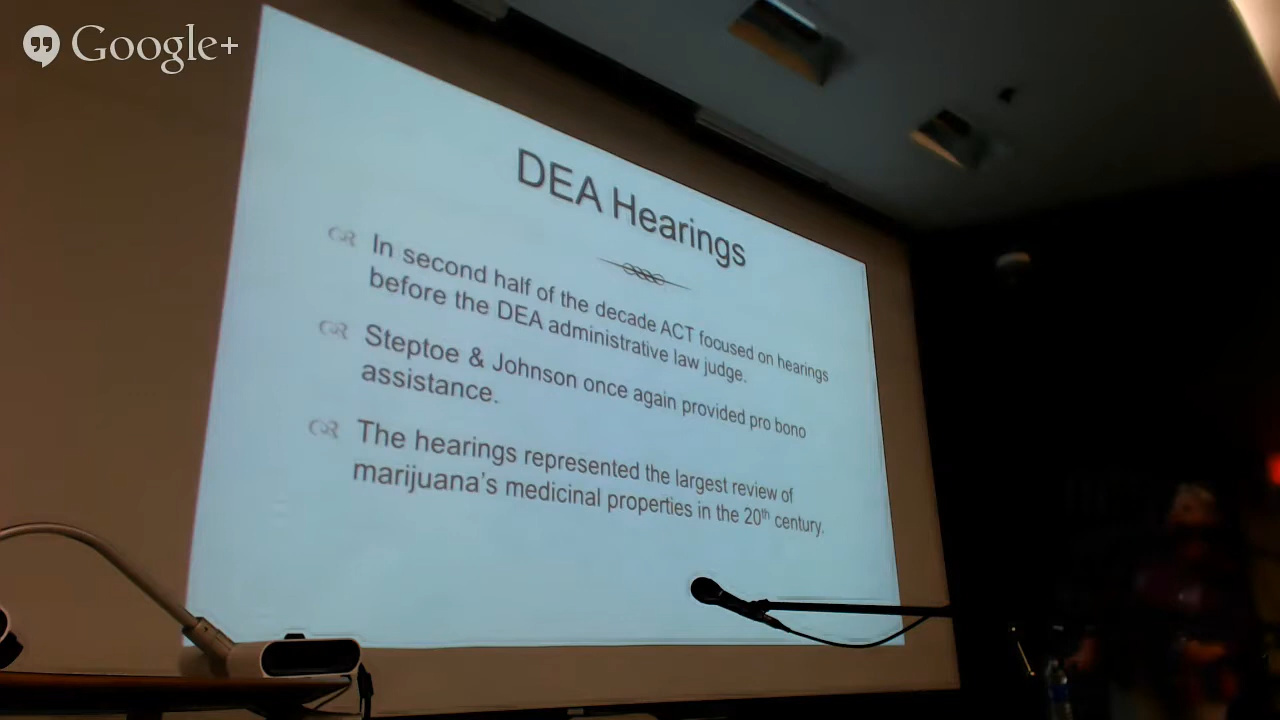 Google+
DEA Hearings
In second half of the decade ACT focused on hearings
before the DEA administrative law judge.
Steptoe & Johnson once again provided pro bono
assistance.
The hearings represented the largest review of
marijuana's medicinal properties in the 20th century.